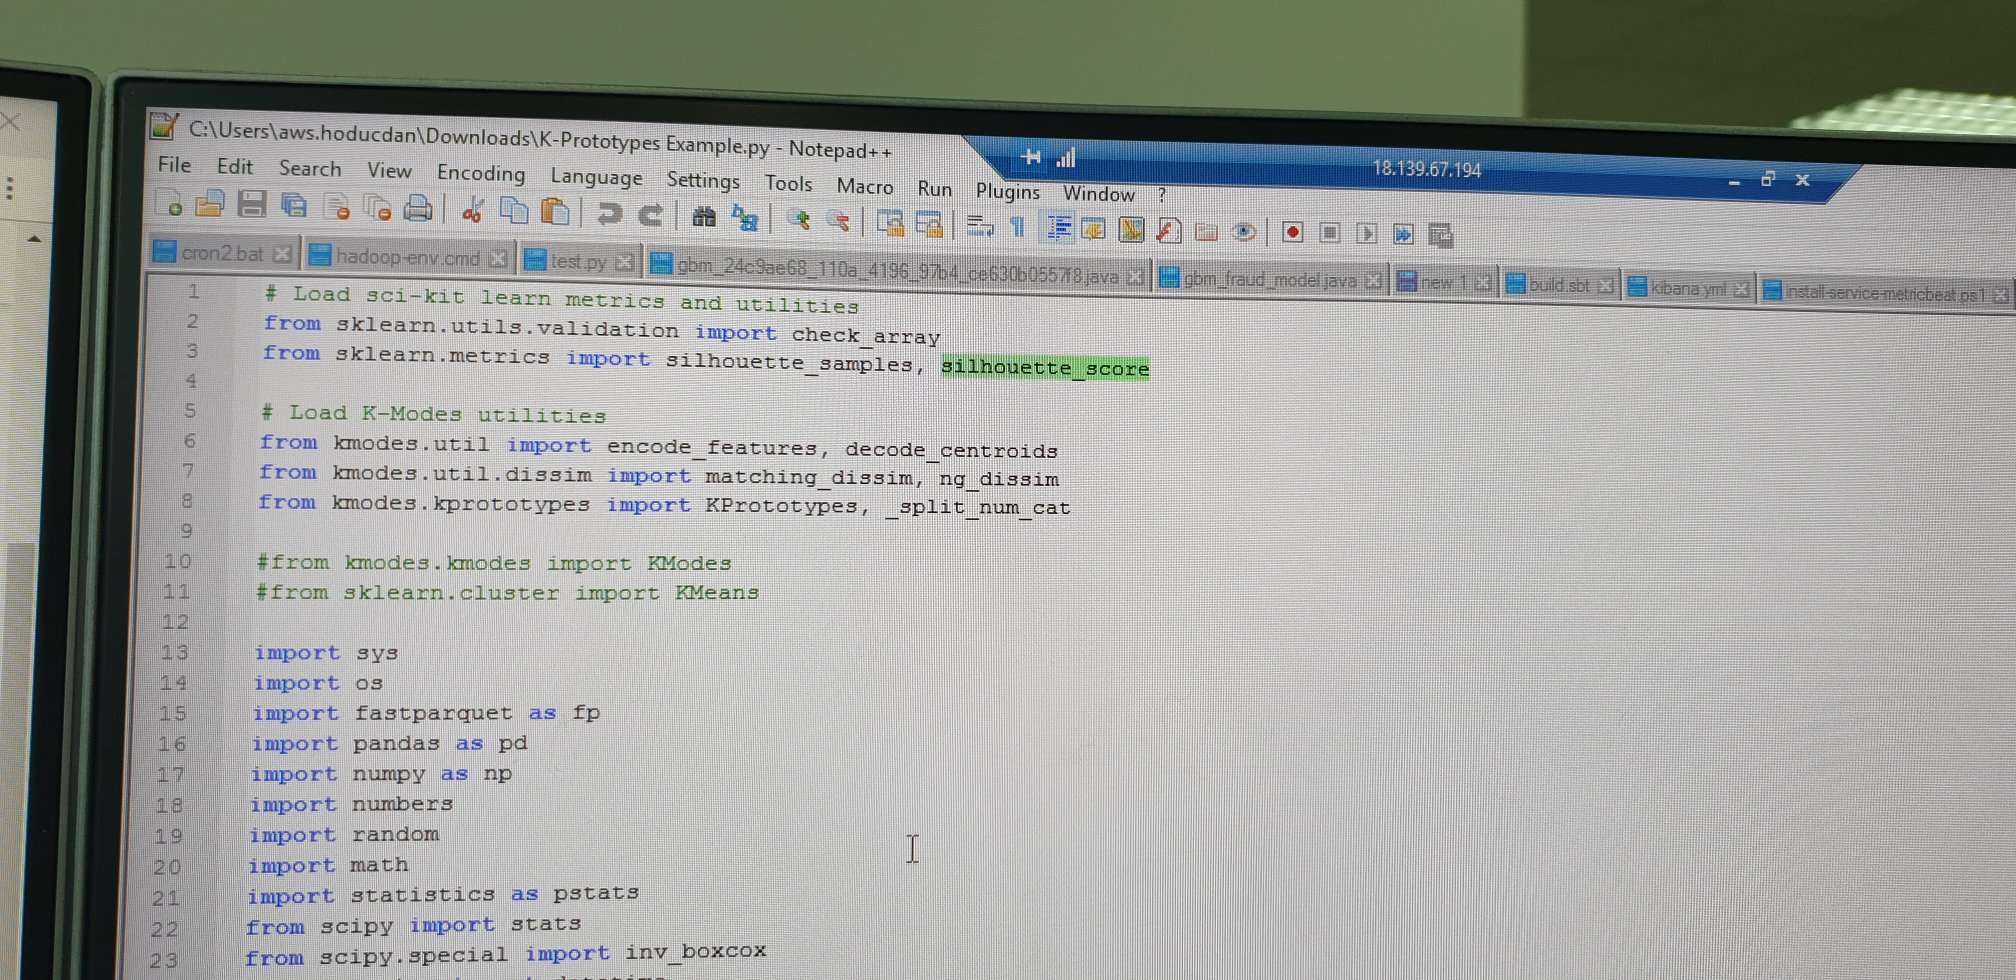 C:\Users\aws.hoducdan\Downloads\K-Prototypes Example.py - Notepad++
18.139.67.194
File Edit Search View Encoding Language Settings Tools Macro Run Plugins Window ?
cron2.bat hadoop-env.cmd test.py gbm_24c9ae68_110a_4196_97b4_ce630b0557f8.java gbm_fraud_model.java new 1 build.sbt kibana.yml install-service-metricbeat.ps1
1 # Load sci-kit learn metrics and utilities
2 from sklearn.utils.validation import check_array
3 from sklearn.metrics import silhouette_samples, silhouette_score
4
5 # Load K-Modes utilities
6 from kmodes.util import encode_features, decode_centroids
7 from kmodes.util.dissim import matching_dissim, ng_dissim
8 from kmodes.kprototypes import KPrototypes, _split_num_cat
9
10 #from kmodes.kmodes import KModes
11 #from sklearn.cluster import KMeans
12
13 import sys
14 import os
15 import fastparquet as fp
16 import pandas as pd
17 import numpy as np
18 import numbers
19 import random
20 import math
21 import statistics as pstats
22 from scipy import stats
23 from scipy.special import inv_boxcox